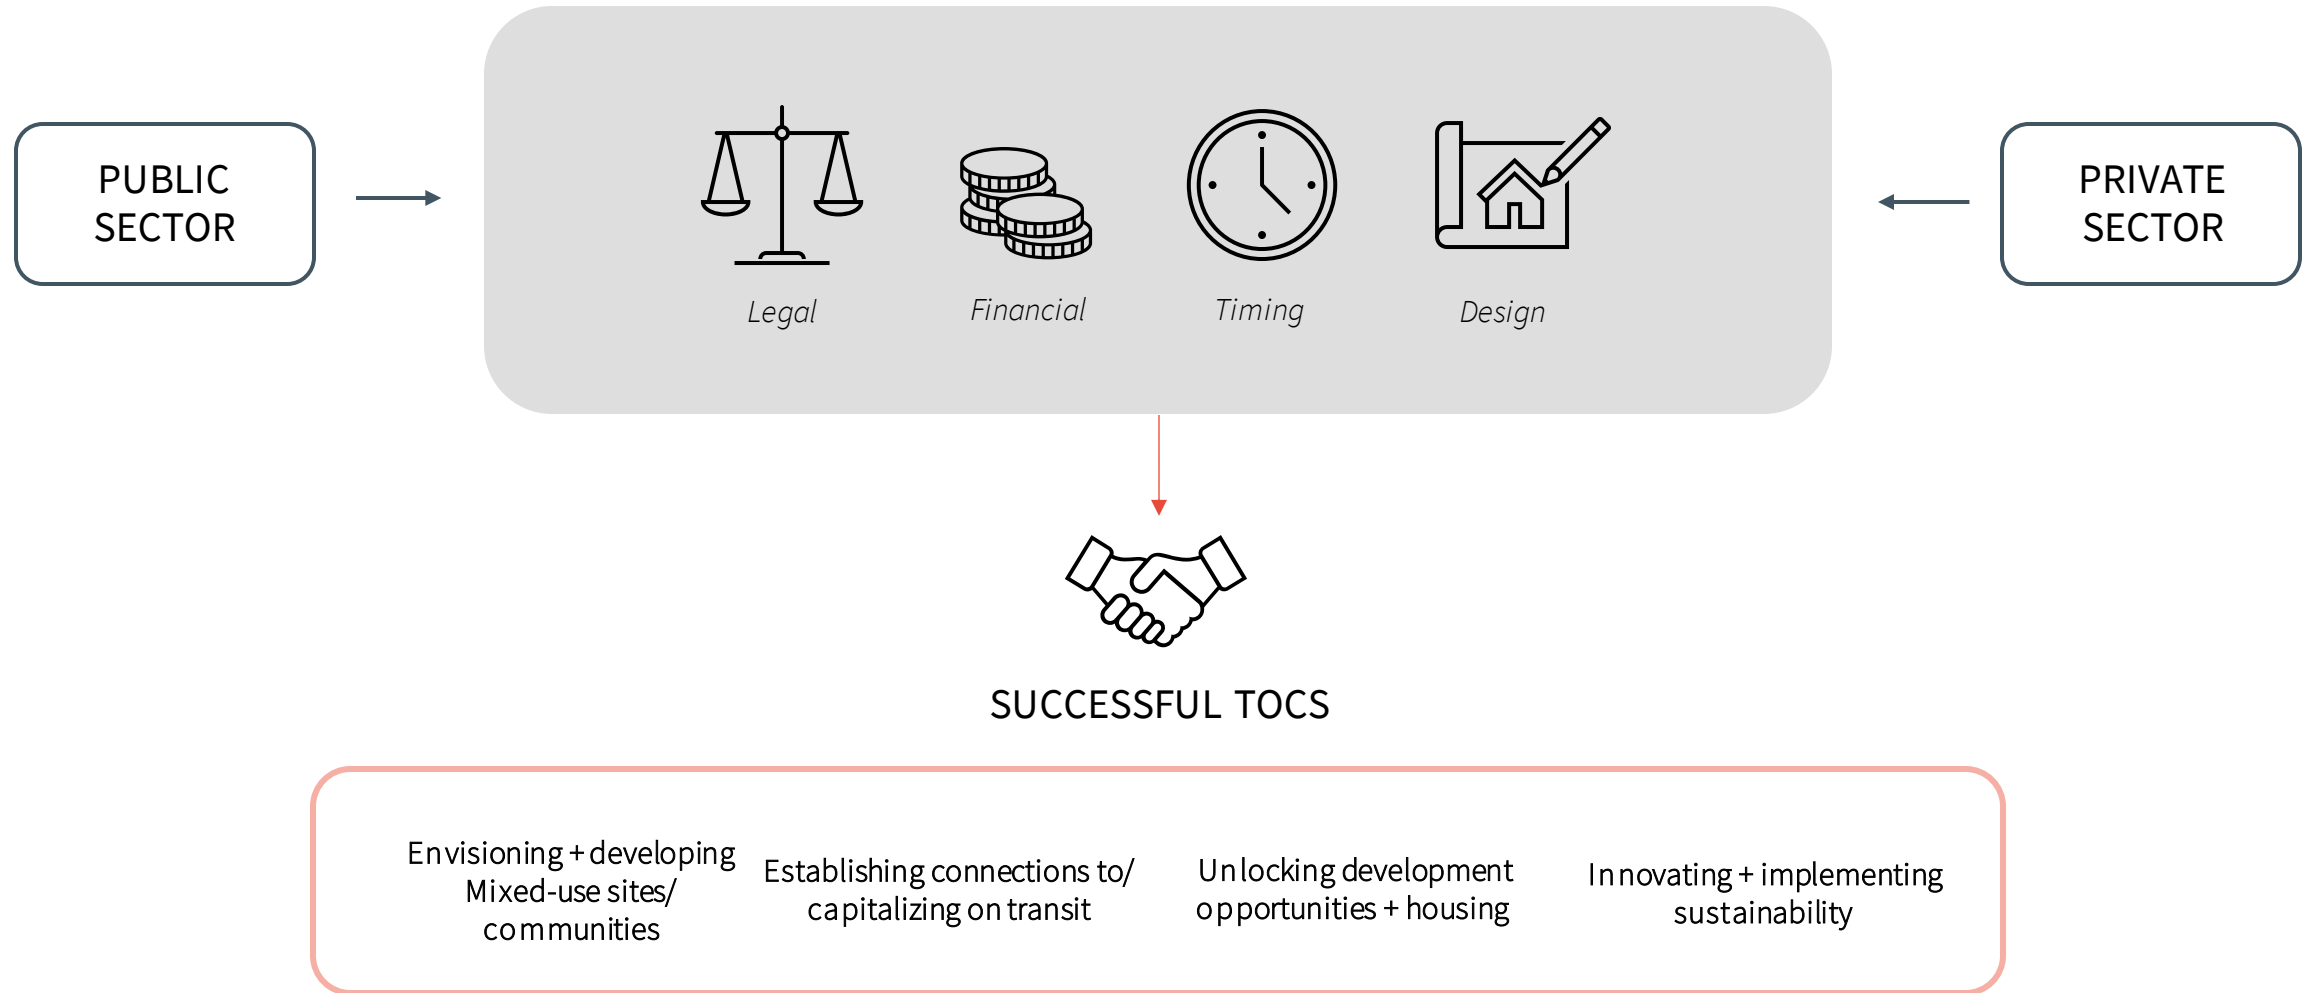 PUBLIC
SECTOR
Legal
Financial
Timing
Design
PRIVATE
SECTOR
SUCCESSFUL TOCS
Envisioning + developing
Mixed-use sites/
communities
Establishing connections to/
capitalizing on transit
Unlocking development
opportunities + housing
Innovating + implementing
sustainability